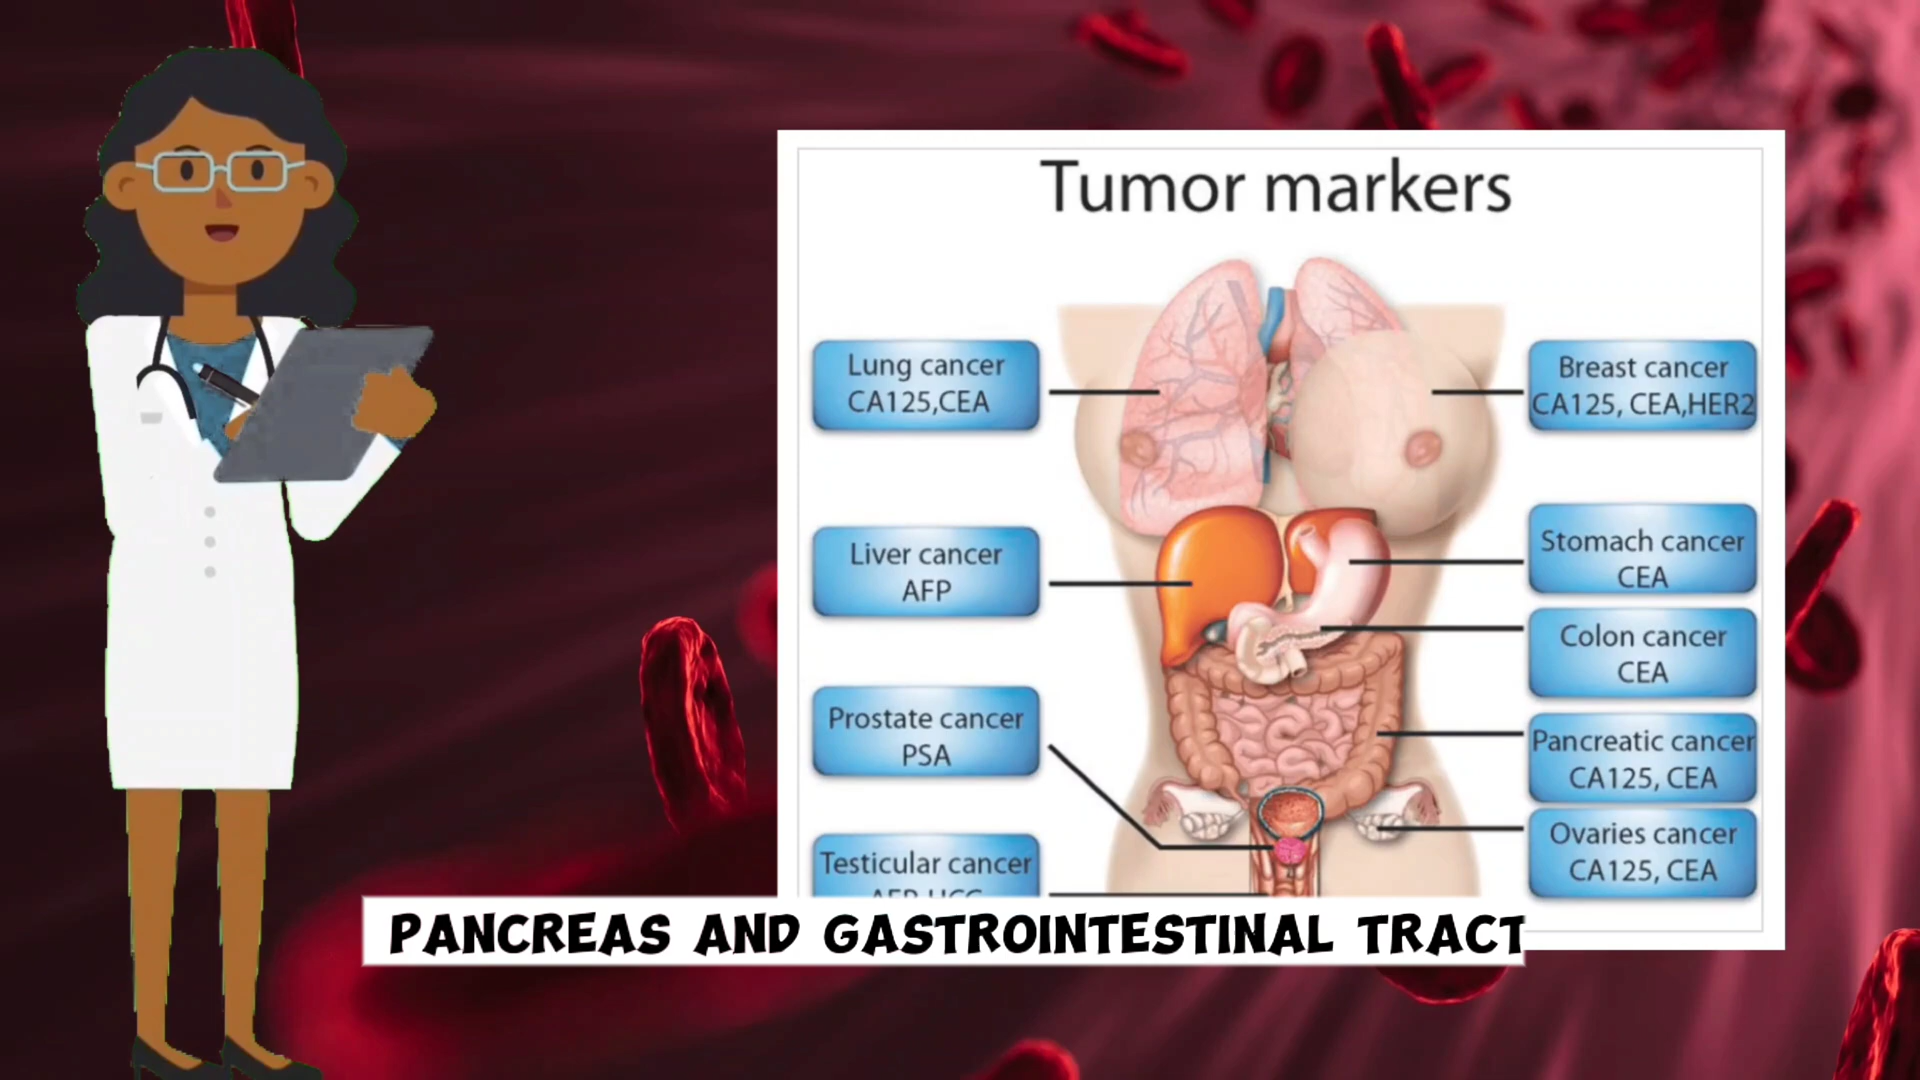 Tumor markers
Lung cancer
CA125,CEA
Breast cancer
CA125, CEA,HER2
Liver cancer
AFP
Stomach cancer
CEA
Colon cancer
CEA
Prostate cancer
PSA
Pancreatic cancer
CA125, CEA
Testicular cancer
Ovaries cancer
CA125, CEA
PANCREAS AND GASTROINTESTINAL TRACT